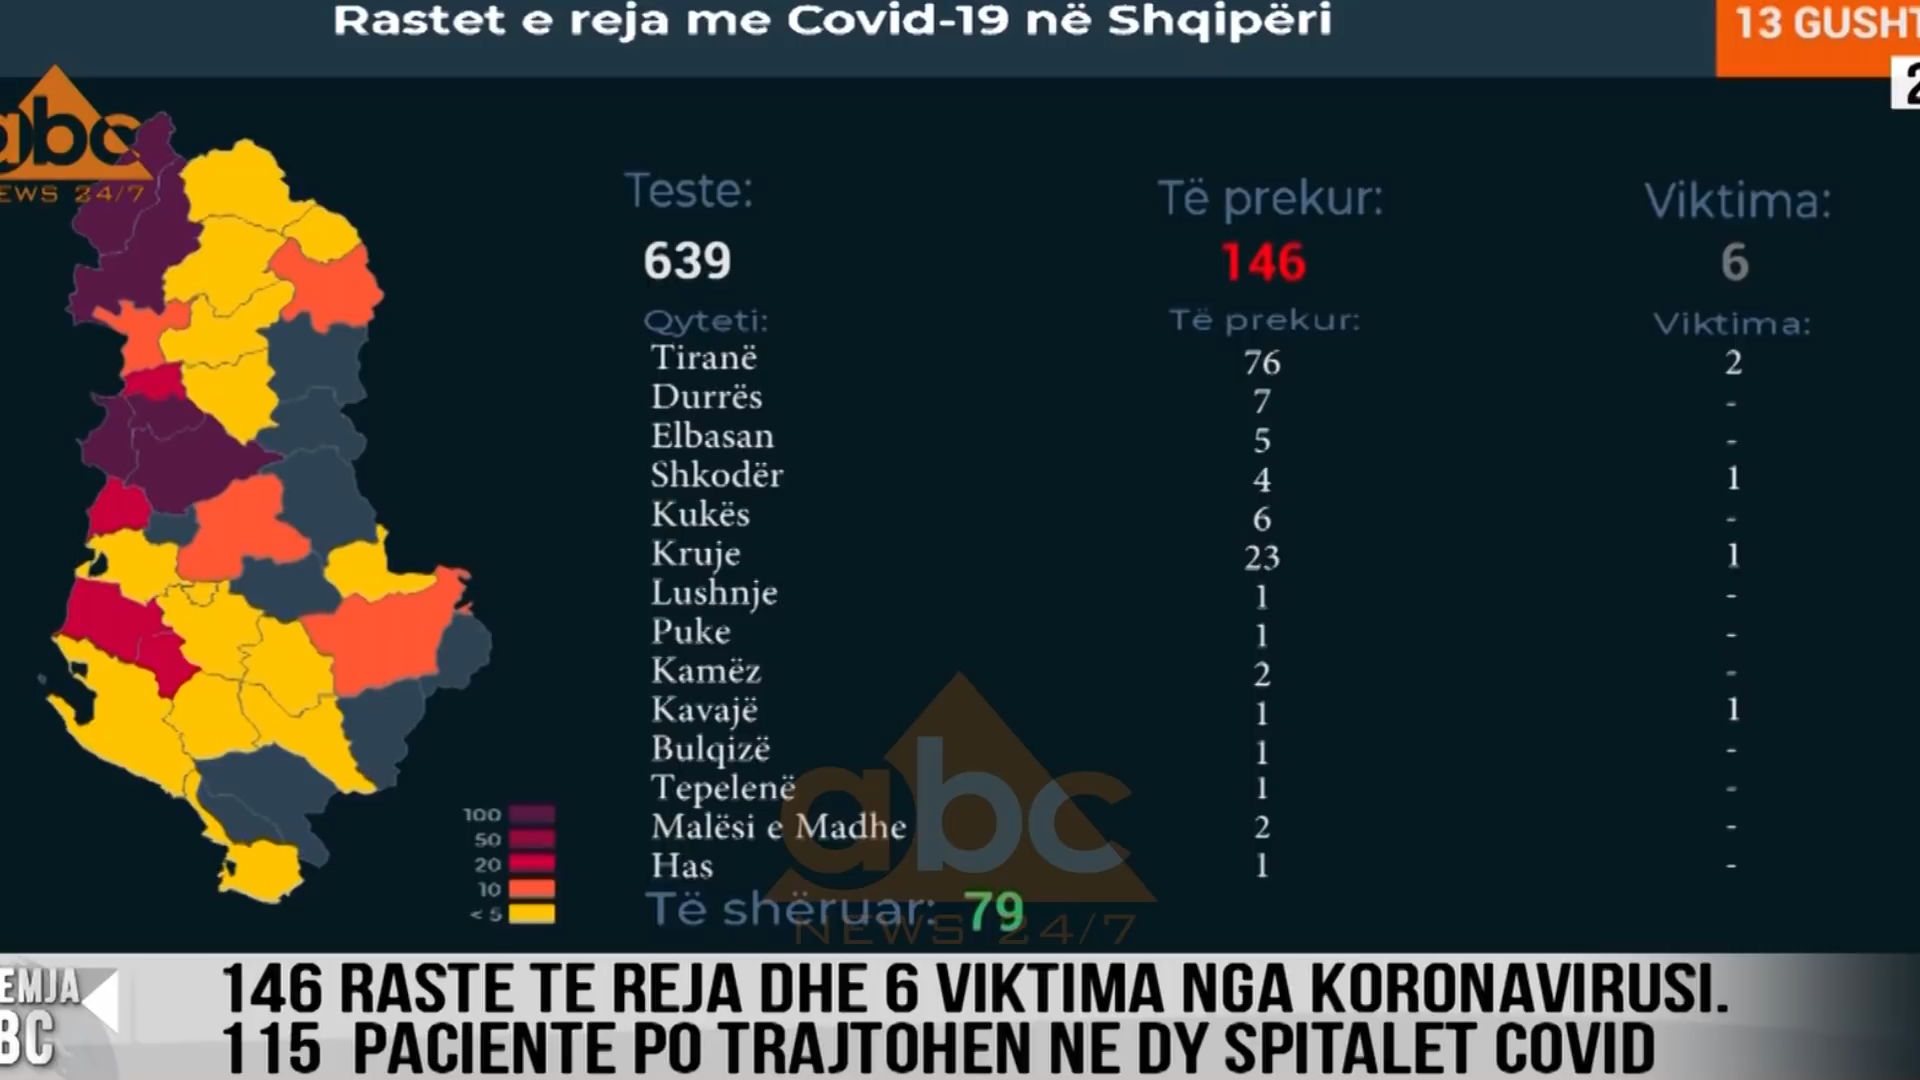 Rastet e reja me Covid-19 në Shqipëri
13 GUSHT
2
abc
NEWS 24/7
Teste: Të prekur: Viktima:
639 146 6
Qyteti: Të prekur: Viktima:
Tiranë 76 2
Durrës 7 -
Elbasan 5 -
Shkodër 4 1
Kukës 6 -
Kruje 23 1
Lushnje 1 -
Puke 1 -
Kamëz 2 -
Kavajë 1 1
Bulqizë 1 -
Tepelenë 1 -
Malësi e Madhe 2 -
Has 1 -
Të shëruar: 79
100
50
20
10
< 5
abc
NEWS 24/7
EMJA
BC
146 RASTE TE REJA DHE 6 VIKTIMA NGA KORONAVIRUSI.
115 PACIENTE PO TRAJTOHEN NE DY SPITALET COVID